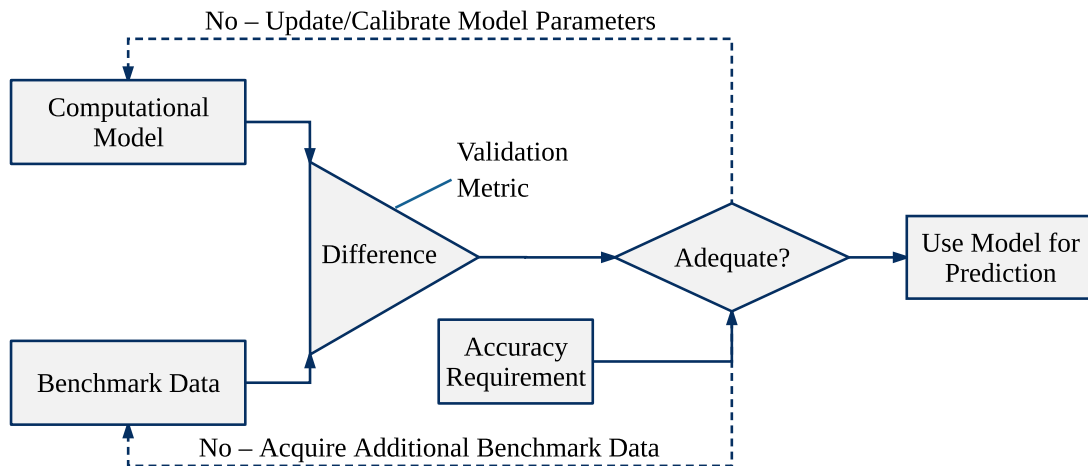 No – Update/Calibrate Model Parameters
Computational
Model
Validation
Metric
Difference
Adequate?
Use Model for
Prediction
Accuracy
Requirement
Benchmark Data
No – Acquire Additional Benchmark Data